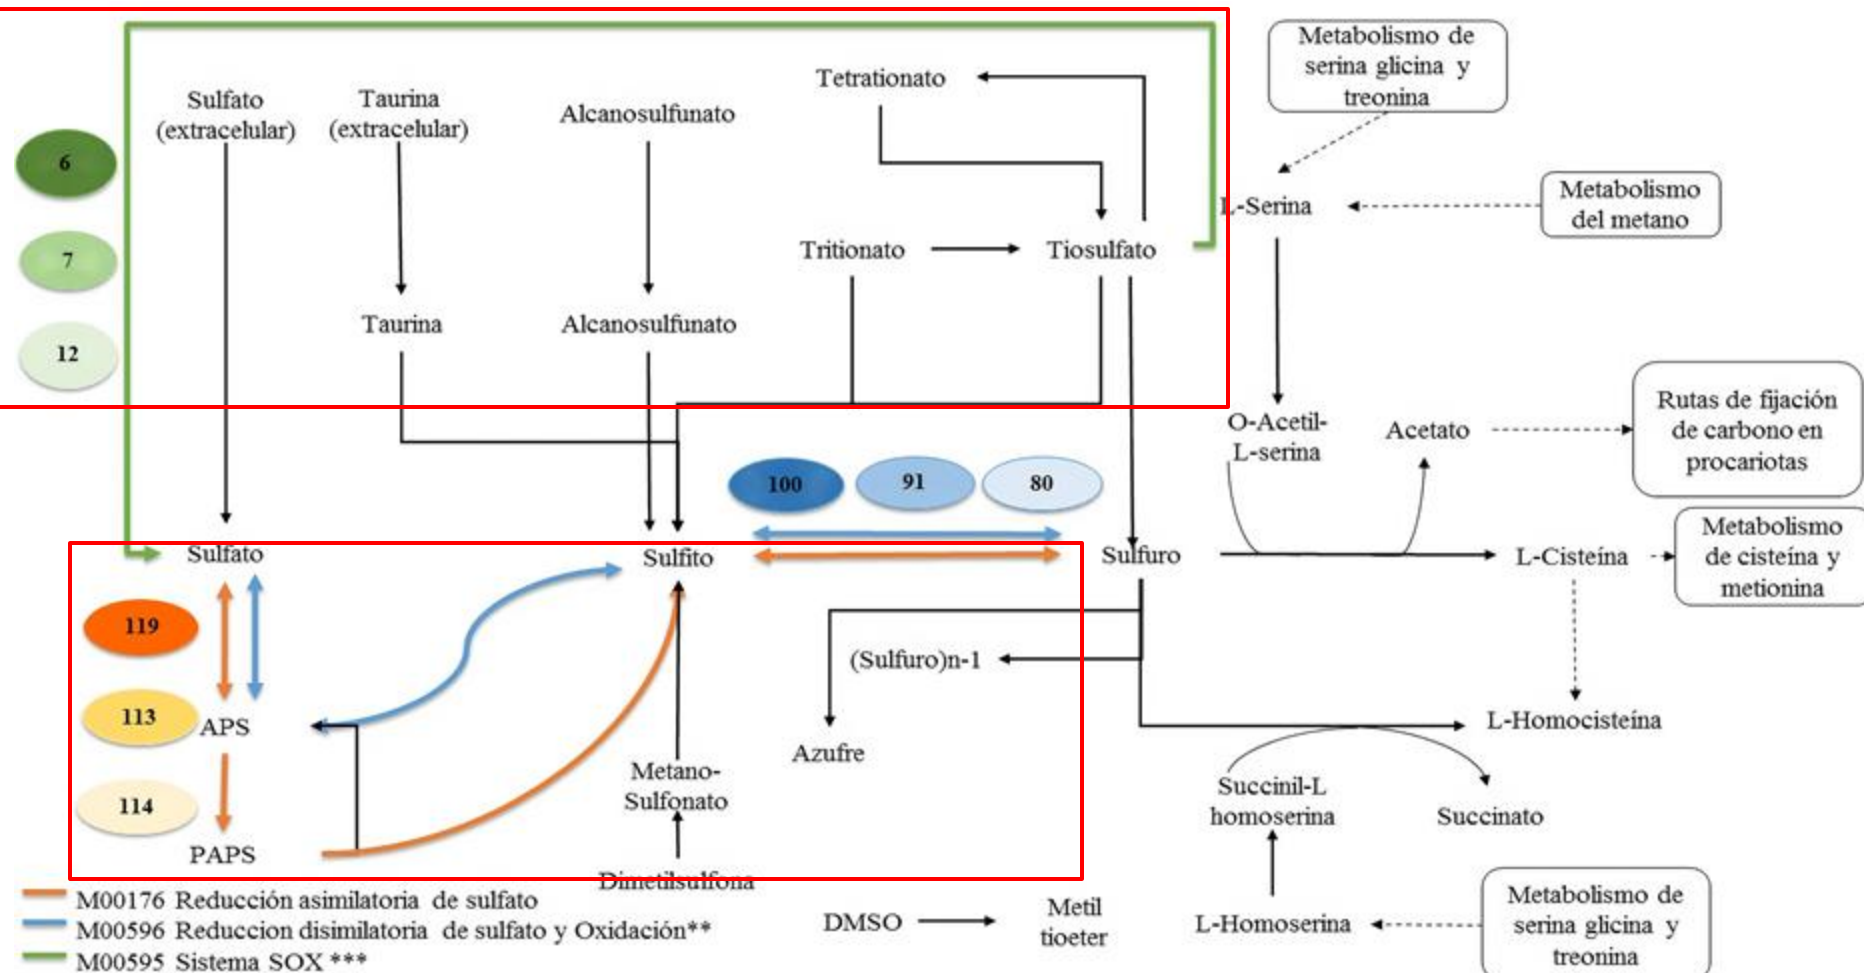 Metabolismo de
serina glicina y
treonina
Tetrationato
Sulfato
(extracelular)
Taurina
(extracelular)
Alcanosulfunato
6
L-Serina
Metabolismo
del metano
7
Tritionato
Tiosulfato
Taurina
Alcanosulfunato
12
O-Acetil-
L-serina
Acetato
Rutas de fijación
de carbono en
procariotas
100
91
80
Sulfato
Sulfito
Sulfuro
L-Cisteína
Metabolismo
de cisteína y
metionina
119
(Sulfuro)n-1
113
APS
L-Homocisteína
Azufre
Metano-
Sulfonato
114
Succinil-L
homoserina
Succinato
PAPS
Dimetilsulfona
M00176 Reducción asimilatoria de sulfato
M00596 Reduccion disimilatoria de sulfato y Oxidación**
M00595 Sistema SOX ***
DMSO
Metil
tioeter
L-Homoserina
Metabolismo de
serina glicina y
treonina